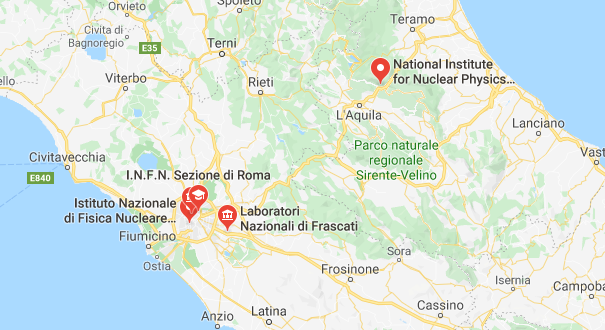 Orvieto
Spoleto
Teramo
Civita di
Bagnoregio
E35
Terni
National Institute
for Nuclear Physics...
Viterbo
Rieti
L'Aquila
Lanciano
Parco naturale
regionale
Sirente-Velino
Vast
Civitavecchia
E840
I.N.F.N. Sezione di Roma
Istituto Nazionale
di Fisica Nucleare...
Laboratori
Nazionali di Frascati
Fiumicino
Ostia
Sora
Frosinone
Isernia
Campoba
Cassino
Anzio
Latina